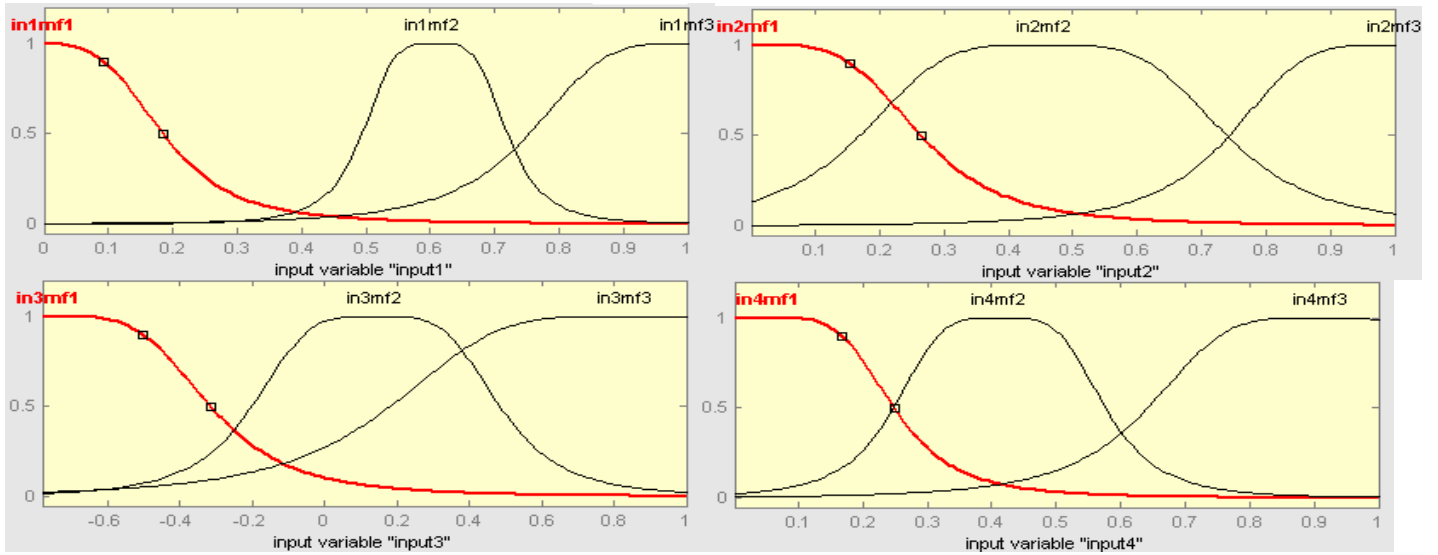 in1mf1 in1mf2 in1mf3
1
0.5
0
0 0.1 0.2 0.3 0.4 0.5 0.6 0.7 0.8 0.9 1
input variable "input1"
in2mf1 in2mf2 in2mf3
1
0.5
0
0.1 0.2 0.3 0.4 0.5 0.6 0.7 0.8 0.9 1
input variable "input2"
in3mf1 in3mf2 in3mf3
1
0.5
0
-0.6 -0.4 -0.2 0 0.2 0.4 0.6 0.8 1
input variable "input3"
in4mf1 in4mf2 in4mf3
1
0.5
0
0.1 0.2 0.3 0.4 0.5 0.6 0.7 0.8 0.9 1
input variable "input4"